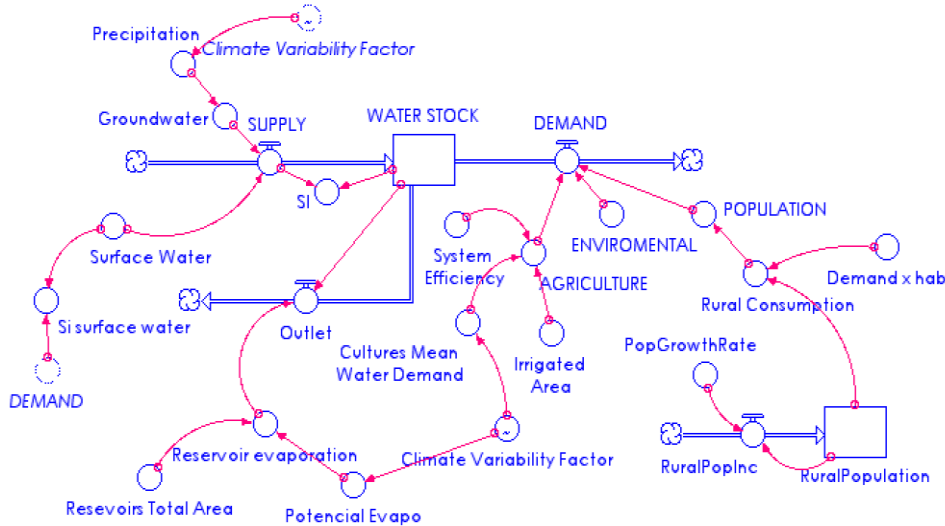 Precipitation
Climate Variability Factor
Groundwater
SUPPLY
WATER STOCK
DEMAND
SI
Surface Water
System
Efficiency
ENVIROMENTAL
POPULATION
AGRICULTURE
Rural Consumption
Demand x hab
Si surface water
Outlet
Cultures Mean
Water Demand
Irrigated
Area
PopGrowthRate
DEMAND
Reservoir evaporation
Climate Variability Factor
RuralPopInc
RuralPopulation
Resevoirs Total Area
Potencial Evapo